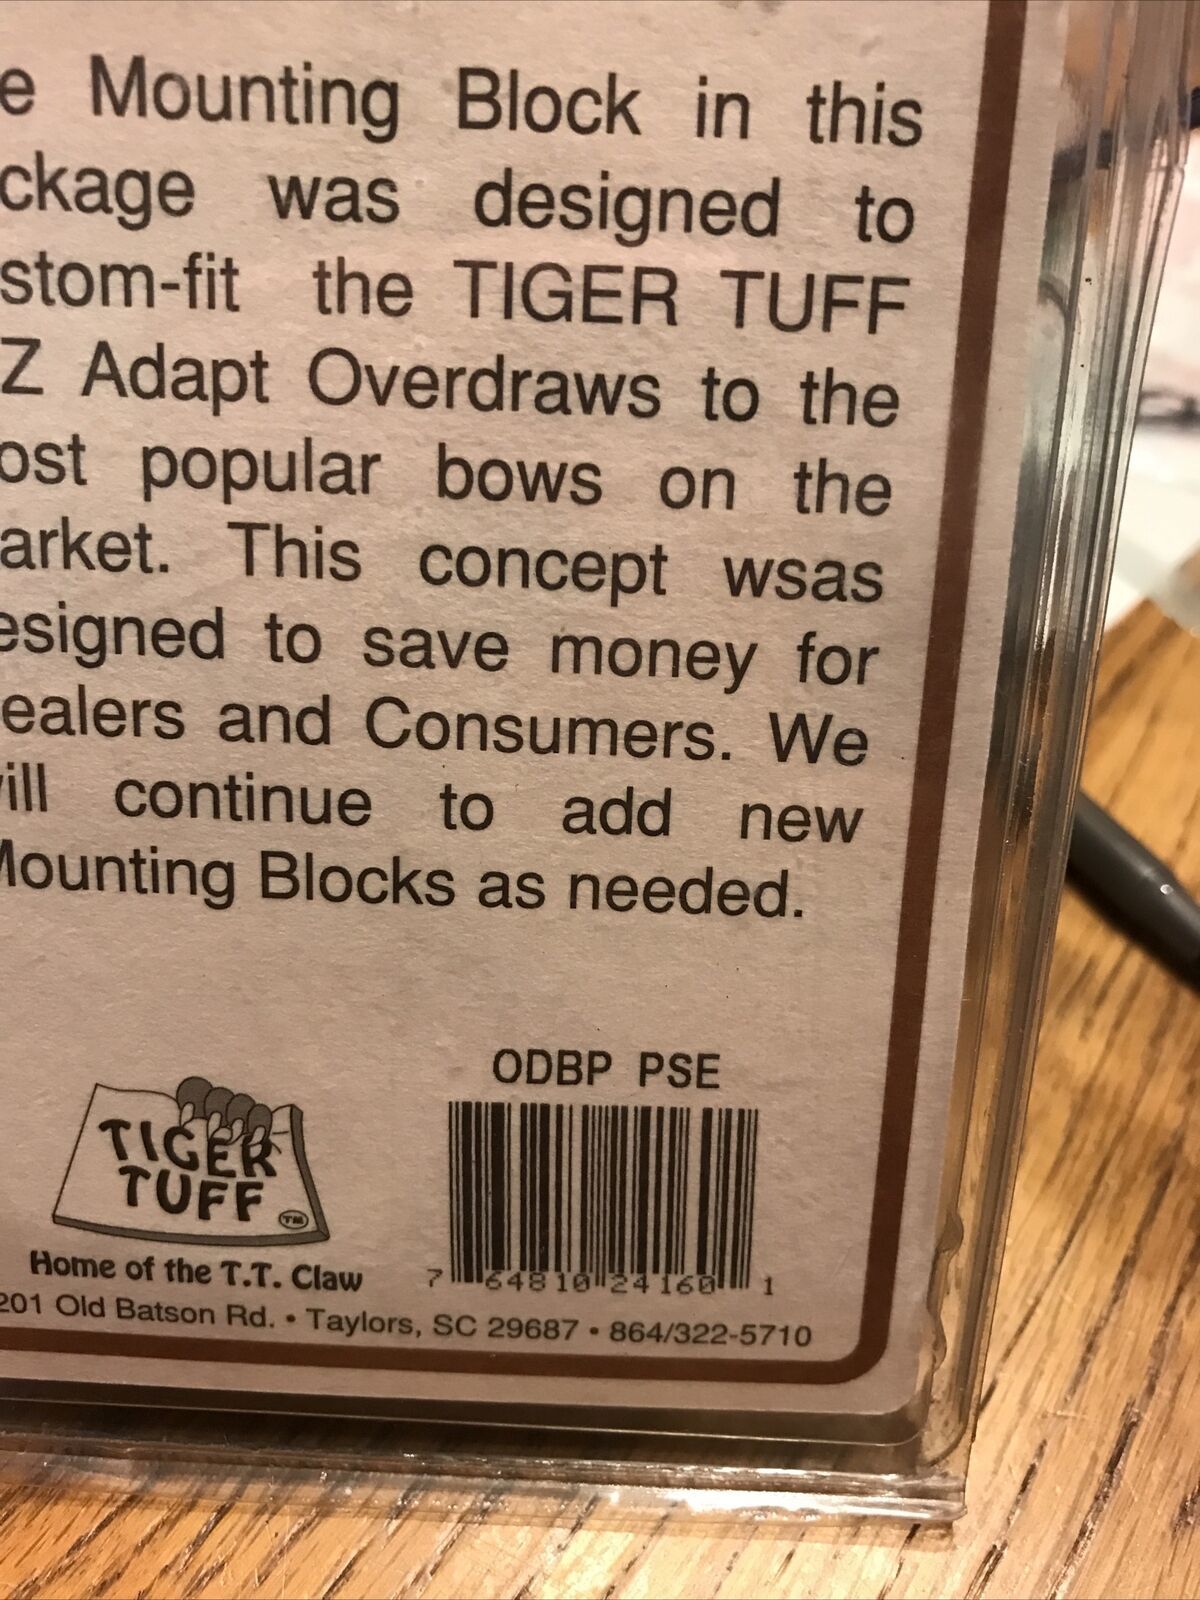 e Mounting Block in this
ckage was designed to
stom-fit the TIGER TUFF
Z Adapt Overdraws to the
ost popular bows on the
arket. This concept wsas
esigned to save money for
ealers and Consumers. We
ill continue to add new
Mounting Blocks as needed.
ODBP PSE
TIGER
TUFF
TM
Home of the T.T. Claw
7 64810 24160 1
201 Old Batson Rd. • Taylors, SC 29687 • 864/322-5710